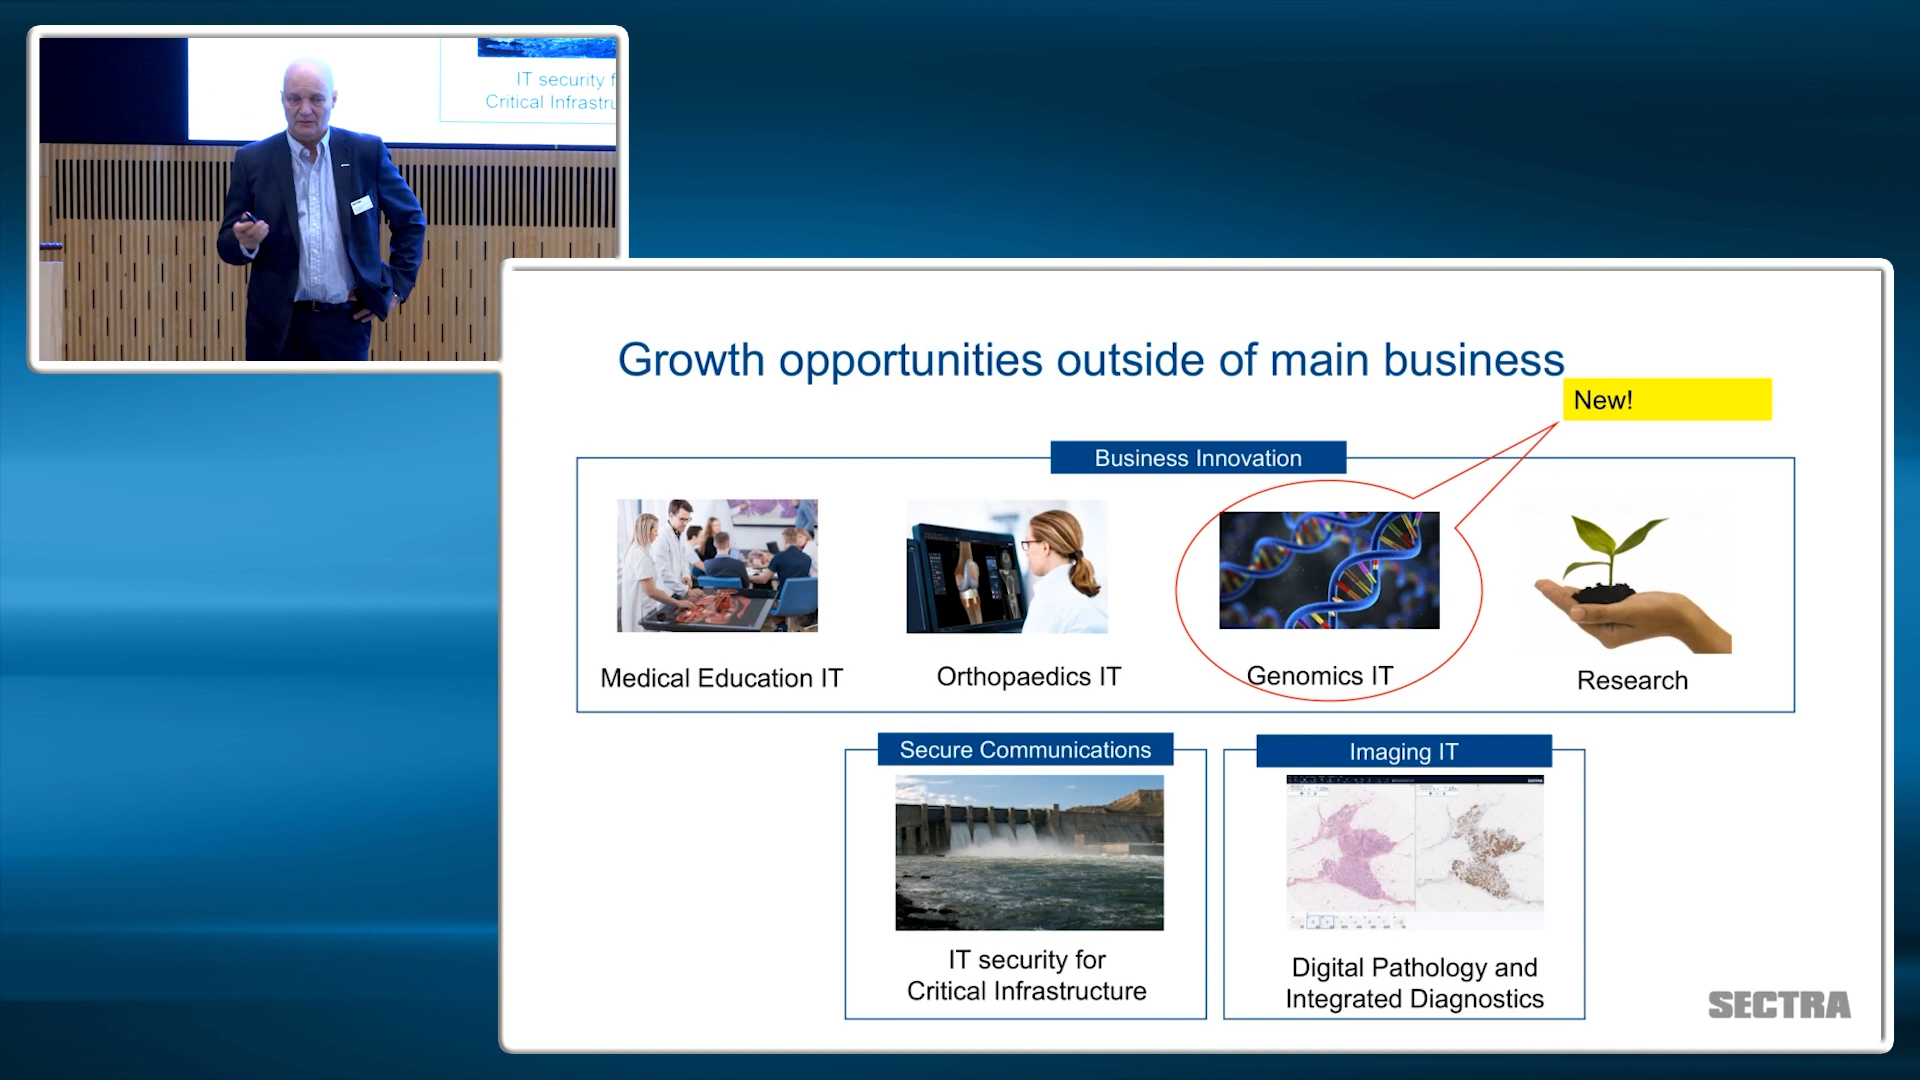 IT security f
Critical Infrastru
Growth opportunities outside of main business
New!
Business Innovation
Medical Education IT
Orthopaedics IT
Genomics IT
Research
Secure Communications
Imaging IT
IT security for
Critical Infrastructure
Digital Pathology and
Integrated Diagnostics
SECTRA